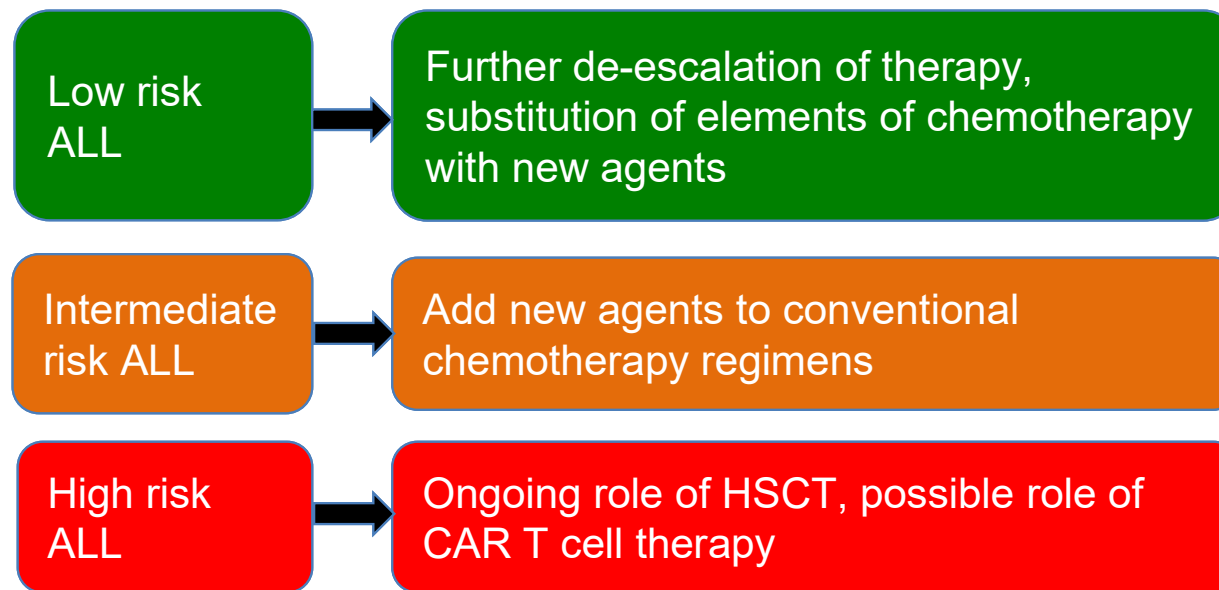 Low risk
ALL
Further de-escalation of therapy,
substitution of elements of chemotherapy
with new agents
Intermediate
risk ALL
Add new agents to conventional
chemotherapy regimens
High risk
ALL
Ongoing role of HSCT, possible role of
CAR T cell therapy